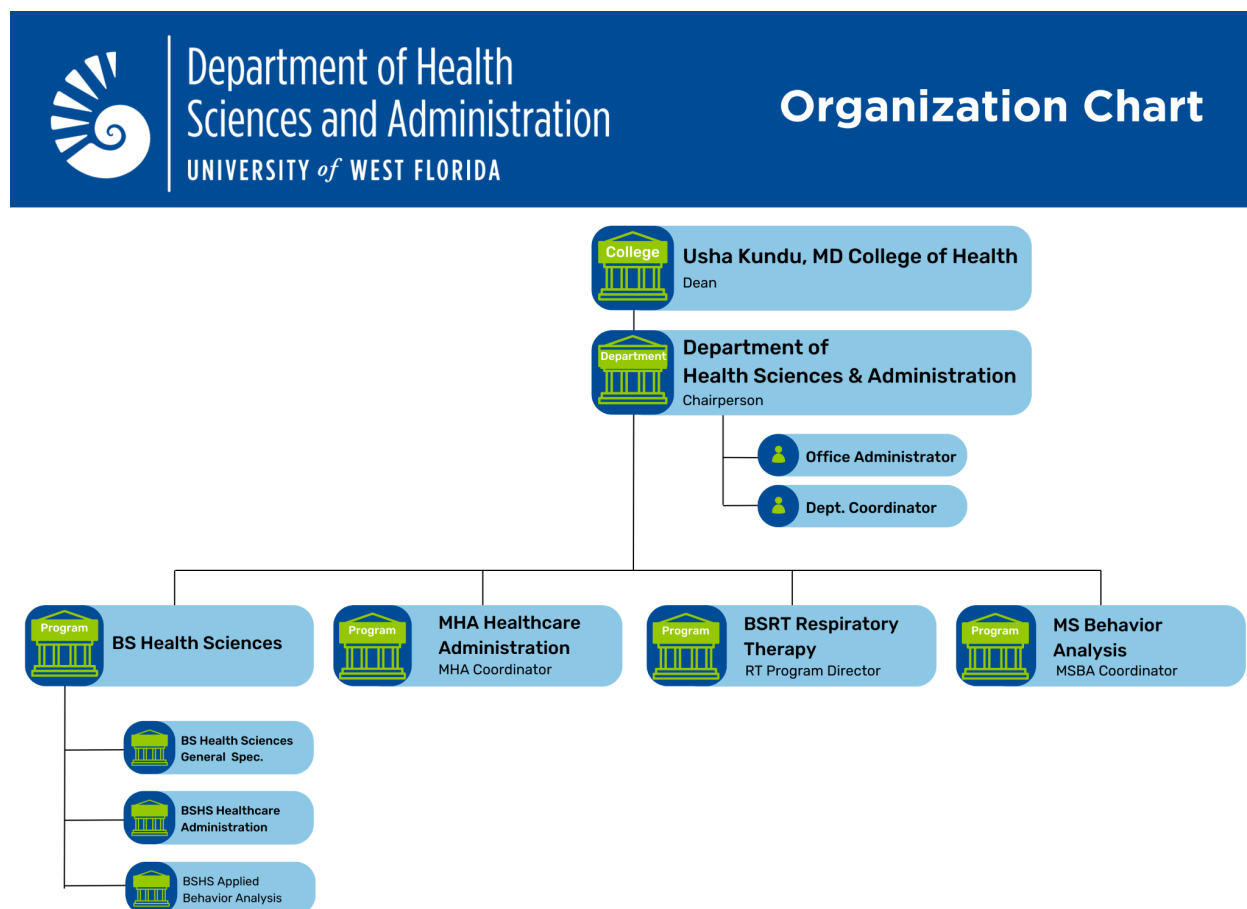 Department of Health
Sciences and Administration
UNIVERSITY of WEST FLORIDA
Organization Chart
College
Usha Kundu, MD College of Health
Dean
Department
Department of
Health Sciences & Administration
Chairperson
Office Administrator
Dept. Coordinator
Program
BS Health Sciences
Program
MHA Healthcare
Administration
MHA Coordinator
Program
BSRT Respiratory
Therapy
RT Program Director
Program
MS Behavior
Analysis
MSBA Coordinator
BS Health Sciences
General Spec.
BSHS Healthcare
Administration
BSHS Applied
Behavior Analysis